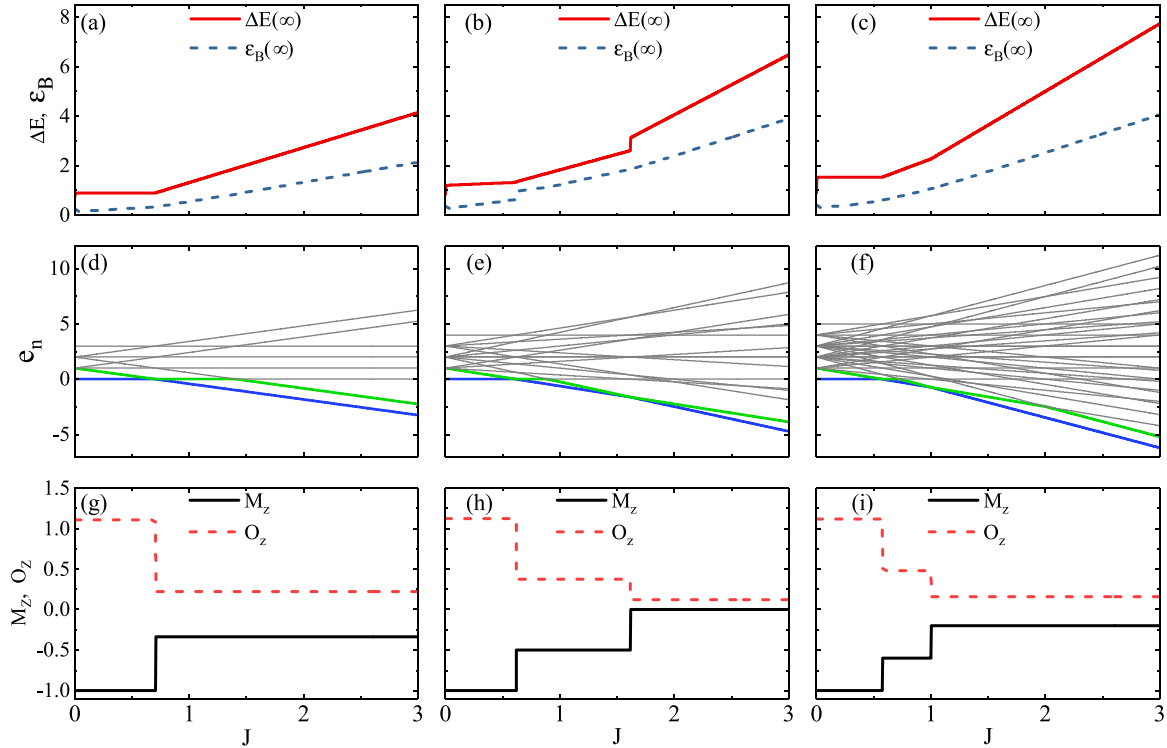 (a)
ΔE(∞)
ε_B(∞)
(b)
ΔE(∞)
ε_B(∞)
(c)
ΔE(∞)
ε_B(∞)
8
6
4
2
0
ΔE, ε_B
(d)
(e)
(f)
10
5
0
-5
e_n
(g)
M_z
O_z
(h)
M_z
O_z
(i)
M_z
O_z
1.5
1.0
0.5
0.0
-0.5
-1.0
M_Z, O_Z
0 1 2 3 0 1 2 3 0 1 2 3
J J J